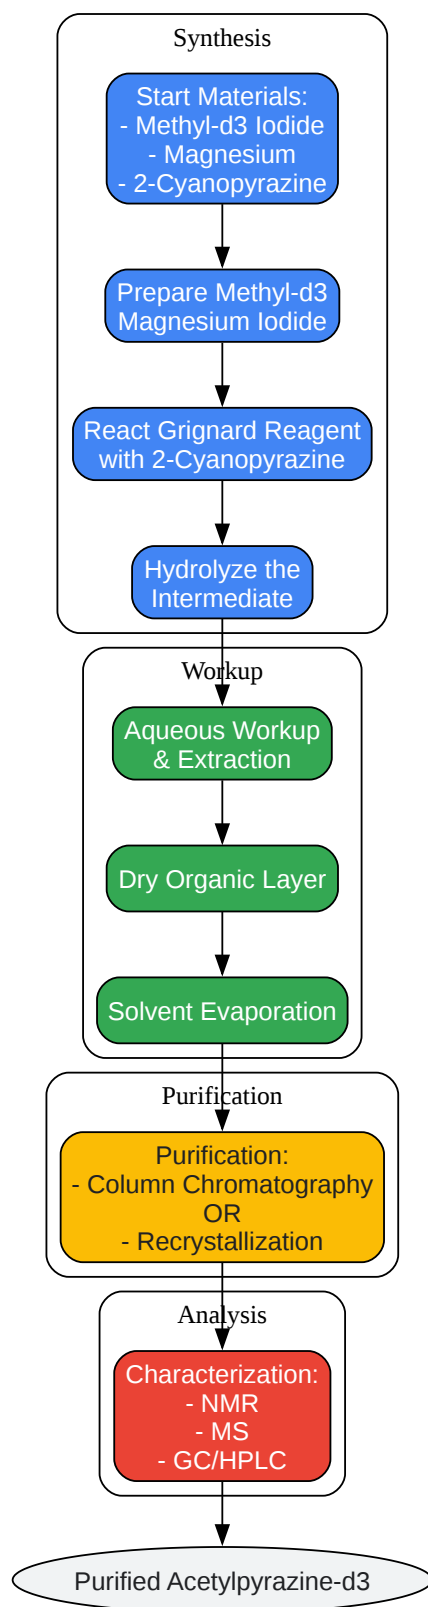 Synthesis
Start Materials:
- Methyl-d3 Iodide
- Magnesium
- 2-Cyanopyrazine
Prepare Methyl-d3
Magnesium Iodide
React Grignard Reagent
with 2-Cyanopyrazine
Hydrolyze the
Intermediate
Workup
Aqueous Workup
& Extraction
Dry Organic Layer
Solvent Evaporation
Purification
Purification:
- Column Chromatography
OR
- Recrystallization
Analysis
Characterization:
- NMR
- MS
- GC/HPLC
Purified Acetylpyrazine-d3